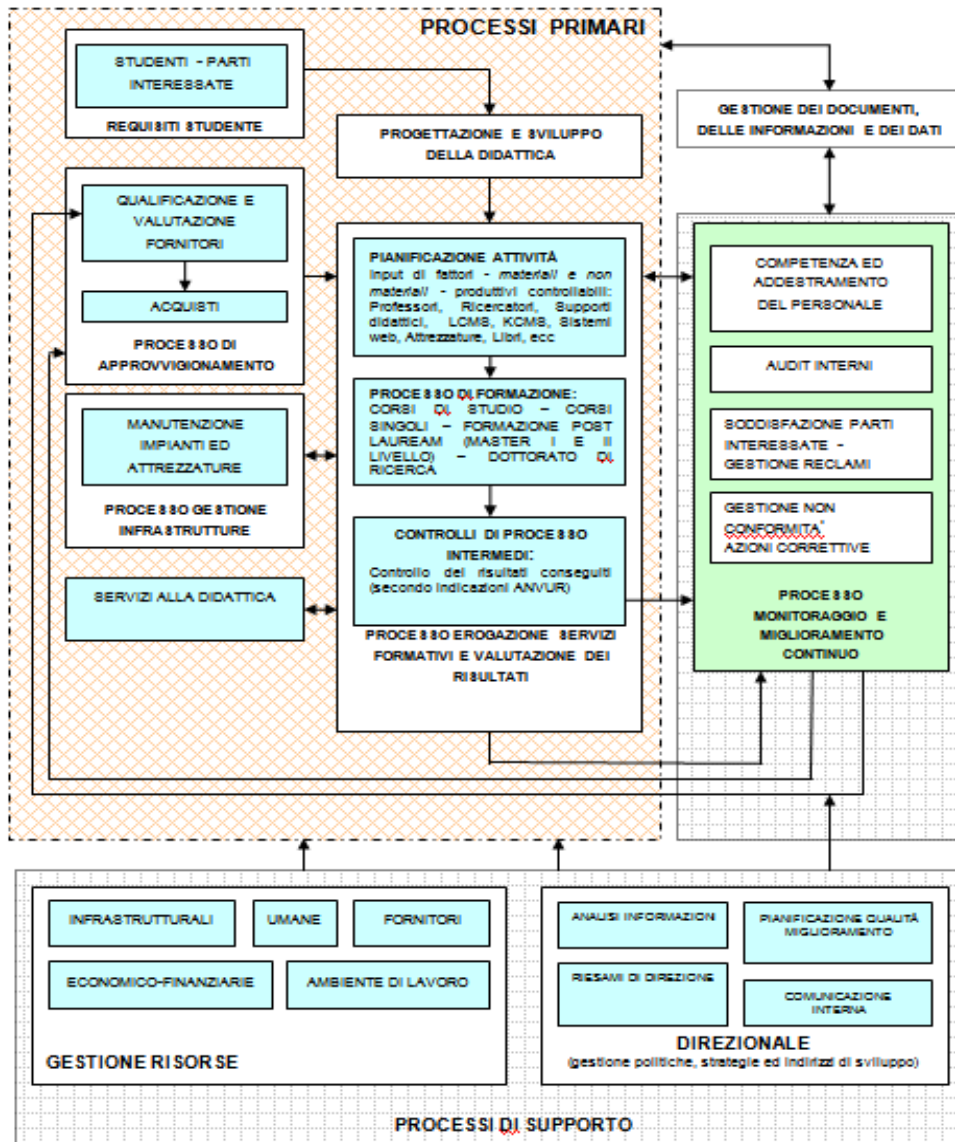 PROCESSI PRIMARI
STUDENTI - PARTI
INTERESSATE
REQUISITI STUDENTE
PROGETTAZIONE E SVILUPPO
DELLA DIDATTICA
GESTIONE DEI DOCUMENTI,
DELLE INFORMAZIONI E DEI DATI
QUALIFICAZIONE E
VALUTAZIONE
FORNITORI
ACQUISTI
PROCESSO DI
APPROVVIGIONAMENTO
MANUTENZIONE
IMPIANTI ED
ATTREZZATURE
PROCESSO GESTIONE
INFRASTRUTTURE
SERVIZI ALLA DIDATTICA
PIANIFICAZIONE ATTIVITÀ
Input di fattori - materiali e non
materiali - produttivi controllabili:
Professori, Ricercatori, Supporti
didattici, LCMS, KCMS, Sistemi
web, Attrezzature, Libri, ecc
PROCESSO DI FORMAZIONE:
CORSI DI STUDIO – CORSI
SINGOLI – FORMAZIONE POST
LAUREAM (MASTER I E II
LIVELLO) – DOTTORATO DI
RICERCA
CONTROLLI DI PROCESSO
INTERMEDI:
Controllo dei risultati conseguiti
(secondo indicazioni ANVUR)
PROCESSO EROGAZIONE SERVIZI
FORMATIVI E VALUTAZIONE DEI
RISULTATI
COMPETENZA ED
ADDESTRAMENTO
DEL PERSONALE
AUDIT INTERNI
SODDISFAZIONE PARTI
INTERESSATE -
GESTIONE RECLAMI
GESTIONE NON
CONFORMITA'
AZIONI CORRETTIVE
PROCESSO
MONITORAGGIO E
MIGLIORAMENTO
CONTINUO
INFRASTRUTTURALI
UMANE
FORNITORI
ECONOMICO-FINANZIARIE
AMBIENTE DI LAVORO
GESTIONE RISORSE
ANALISI INFORMAZIONI
PIANIFICAZIONE QUALITÀ
MIGLIORAMENTO
RIESAMI DI DIREZIONE
COMUNICAZIONE
INTERNA
DIREZIONALE
(gestione politiche, strategie ed indirizzi di sviluppo)
PROCESSI DI SUPPORTO